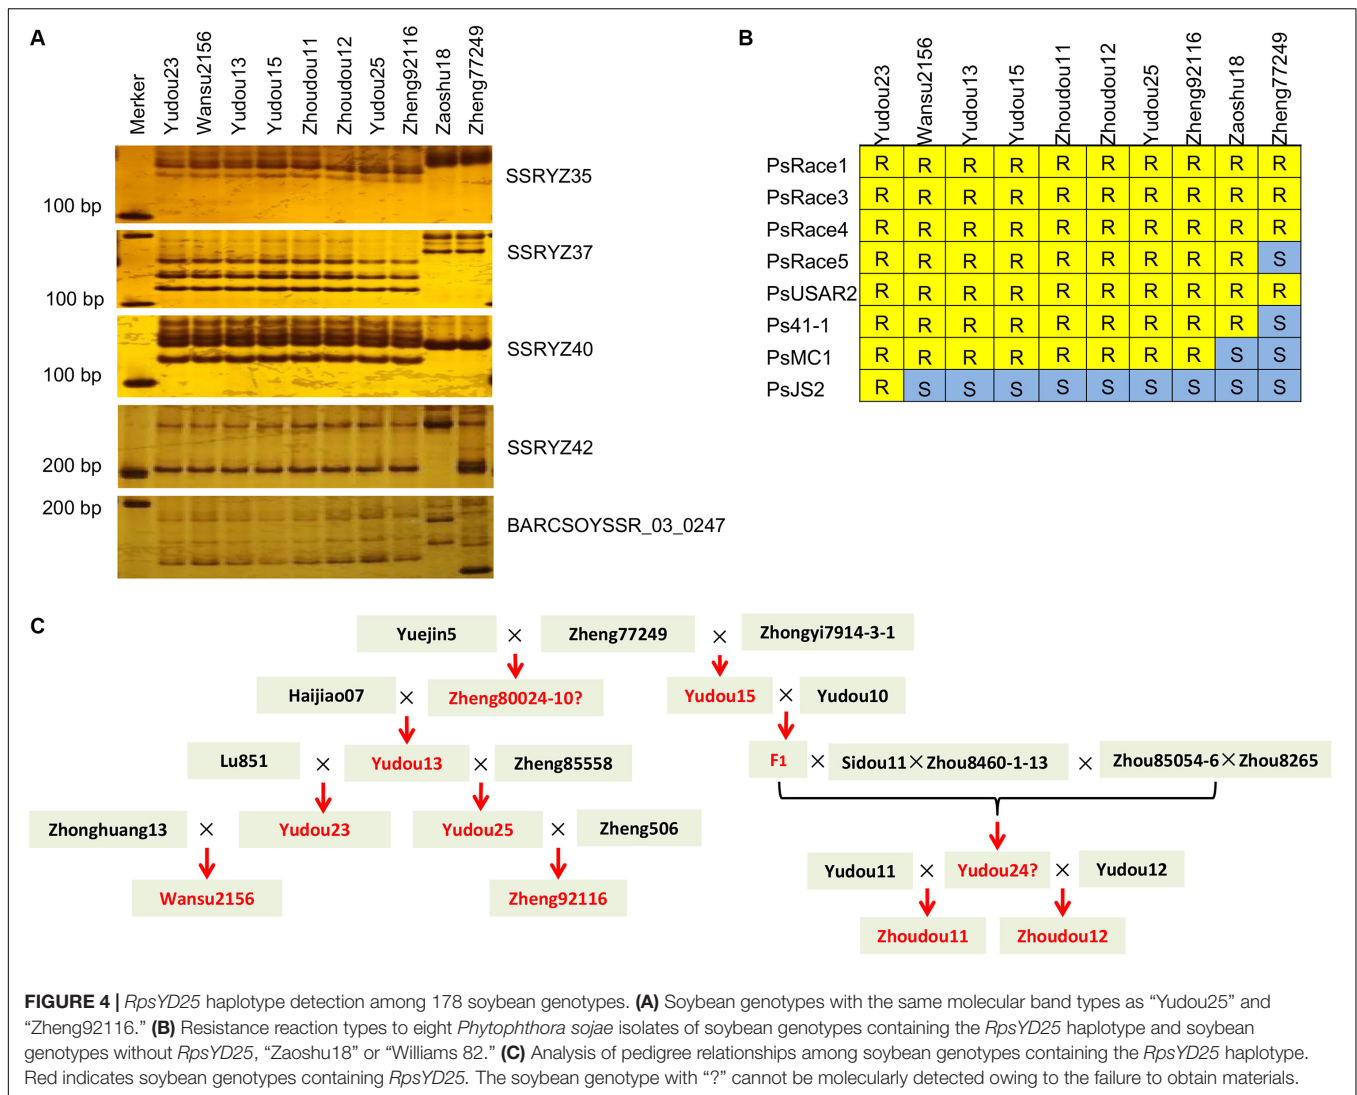 A
Merker
Yudou23
Wansu2156
Yudou13
Yudou15
Zhoudou11
Zhoudou12
Yudou25
Zheng92116
Zaoshu18
Zheng77249
100 bp
SSRYZ35
100 bp
SSRYZ37
100 bp
SSRYZ40
200 bp
SSRYZ42
200 bp
BARCSOYSSR_03_0247
B
Yudou23
Wansu2156
Yudou13
Yudou15
Zhoudou11
Zhoudou12
Yudou25
Zheng92116
Zaoshu18
Zheng77249
PsRace1 R R R R R R R R R R
PsRace3 R R R R R R R R R R
PsRace4 R R R R R R R R R R
PsRace5 R R R R R R R R R S
PsUSAR2 R R R R R R R R R R
Ps41-1 R R R R R R R R R S
PsMC1 R R R R R R R R S S
PsJS2 R S S S S S S S S S
C
Yuejin5 × Zheng77249 × Zhongyi7914-3-1
Haijiao07 × Zheng80024-10? Yudou15 × Yudou10
Lu851 × Yudou13 × Zheng85558 F1 × Sidou11×Zhou8460-1-13 × Zhou85054-6×Zhou8265
Zhonghuang13 × Yudou23 Yudou25 × Zheng506
Yudou11 × Yudou24? × Yudou12
Wansu2156 Zheng92116
Zhoudou11 Zhoudou12
FIGURE 4 | RpsYD25 haplotype detection among 178 soybean genotypes. (A) Soybean genotypes with the same molecular band types as “Yudou25” and
“Zheng92116.” (B) Resistance reaction types to eight Phytophthora sojae isolates of soybean genotypes containing the RpsYD25 haplotype and soybean
genotypes without RpsYD25, “Zaoshu18” or “Williams 82.” (C) Analysis of pedigree relationships among soybean genotypes containing the RpsYD25 haplotype.
Red indicates soybean genotypes containing RpsYD25. The soybean genotype with “?” cannot be molecularly detected owing to the failure to obtain materials.